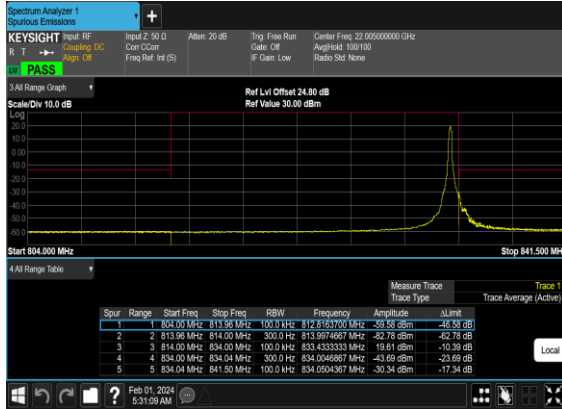 Spectrum Analyzer 1
Spurious Emissions
+
KEYSIGHT Input: RF Input Z: 50 Ω Atten: 20 dB Trig: Free Run Center Freq: 22.005000000 GHz
R T Coupling: DC Corr CCorr Gate: Off Avg|Hold: 100/100
Align: Off Freq Ref: Int (S) IF Gain: Low Radio Std: None
PASS
3 All Range Graph
Ref Lvl Offset 24.80 dB
Scale/Div 10.0 dB Ref Value 30.00 dBm
Log
20.0
10.0
0.00
-10.0
-20.0
-30.0
-40.0
-50.0
-60.0
Start 804.000 MHz Stop 841.500 MH
4 All Range Table
Measure Trace Trace 1
Trace Type Trace Average (Active)
Spur Range Start Freq Stop Freq RBW Frequency Amplitude ΔLimit
1 1 804.00 MHz 813.96 MHz 100.0 kHz 812.8163700 MHz -59.58 dBm -46.58 dB
2 2 813.96 MHz 814.00 MHz 300.0 Hz 813.9974667 MHz -82.78 dBm -62.78 dB
3 3 814.00 MHz 834.00 MHz 100.0 kHz 833.4333333 MHz 19.61 dBm -10.39 dB
4 4 834.00 MHz 834.04 MHz 300.0 Hz 834.0046867 MHz -43.69 dBm -23.69 dB
5 5 834.04 MHz 841.50 MHz 100.0 kHz 834.0504367 MHz -30.34 dBm -17.34 dB
Local
?
Feb 01, 2024
5:31:09 AM